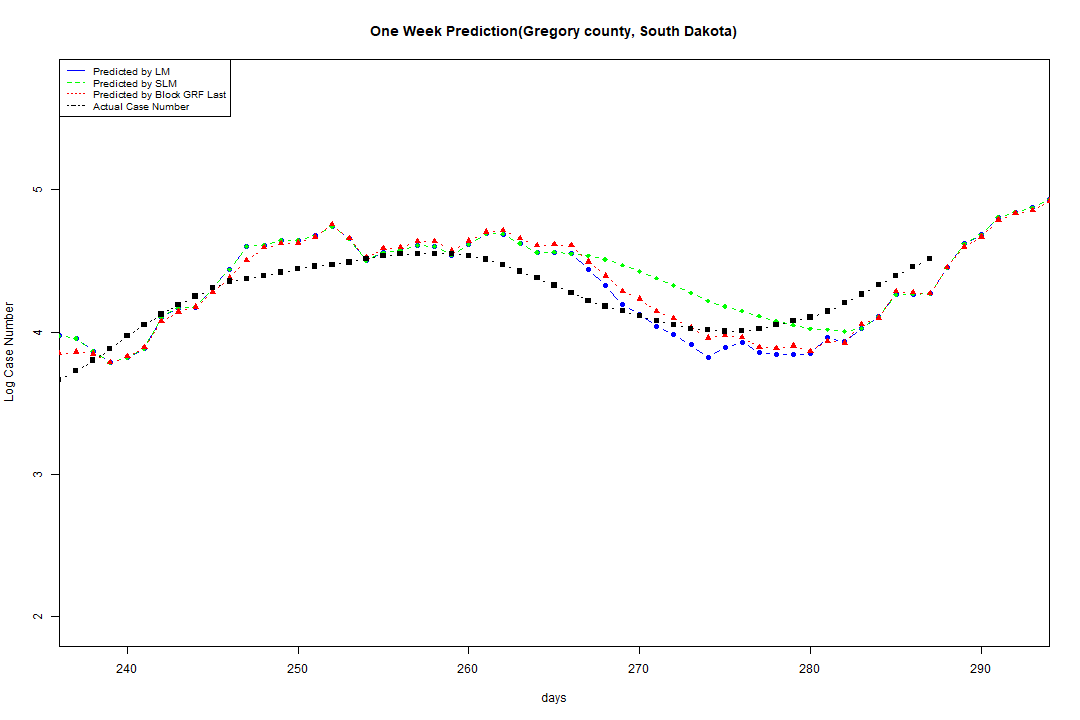 One Week Prediction(Gregory county, South Dakota)
Predicted by LM
Predicted by SLM
Predicted by Block GRF Last
Actual Case Number
5
4
3
2
Log Case Number
240 250 260 270 280 290
days